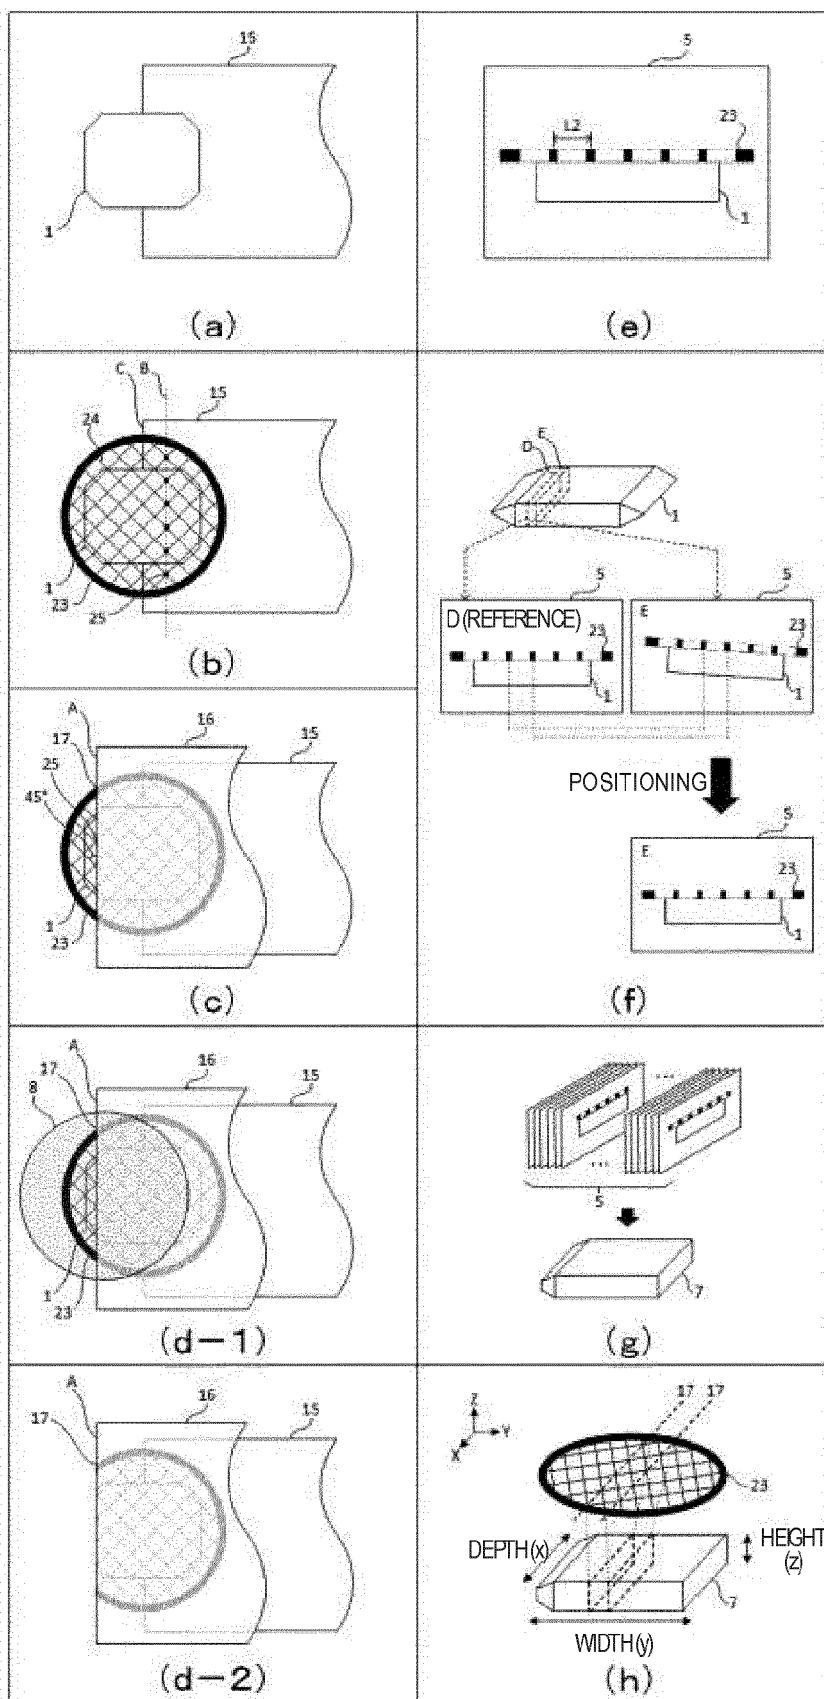 15
1
(a)
5
L2
23
1
(e)
C B
15
24
1
23
25
(b)
E
D
1
5
5
D (REFERENCE)
E
23
23
1
1
POSITIONING
5
E
23
1
(f)
A
16
17
15
25
45°
1
23
(c)
A
16
17
15
8
1
23
(d-1)
5
7
(g)
A
16
17
15
(d-2)
17 17
Z
Y
X
23
DEPTH(x)
HEIGHT
(z)
7
WIDTH(y)
(h)